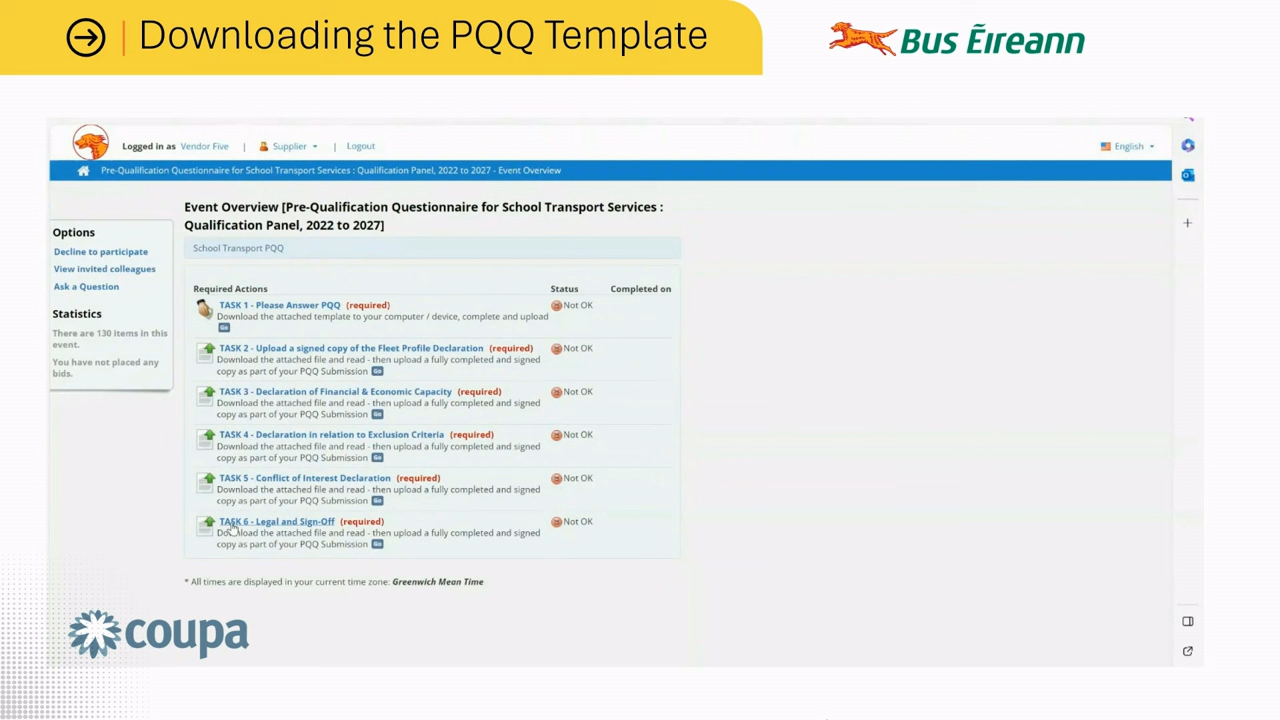 Downloading the PQQ Template
Bus Éireann
Logged in as Vendor Five | Supplier | Logout
English
Pre-Qualification Questionnaire for School Transport Services : Qualification Panel, 2022 to 2027 - Event Overview
Event Overview [Pre-Qualification Questionnaire for School Transport Services :
Qualification Panel, 2022 to 2027]
School Transport PQQ
Options
Decline to participate
View invited colleagues
Ask a Question
Statistics
There are 130 items in this
event.
You have not placed any
bids.
Required Actions Status Completed on
TASK 1 - Please Answer PQQ (required) Not OK
Download the attached template to your computer / device, complete and upload
Go
TASK 2 - Upload a signed copy of the Fleet Profile Declaration (required) Not OK
Download the attached file and read - then upload a fully completed and signed
copy as part of your PQQ Submission Go
TASK 3 - Declaration of Financial & Economic Capacity (required) Not OK
Download the attached file and read - then upload a fully completed and signed
copy as part of your PQQ Submission Go
TASK 4 - Declaration in relation to Exclusion Criteria (required) Not OK
Download the attached file and read - then upload a fully completed and signed
copy as part of your PQQ Submission Go
TASK 5 - Conflict of Interest Declaration (required) Not OK
Download the attached file and read - then upload a fully completed and signed
copy as part of your PQQ Submission Go
TASK 6 - Legal and Sign-Off (required) Not OK
Download the attached file and read - then upload a fully completed and signed
copy as part of your PQQ Submission Go
* All times are displayed in your current time zone: Greenwich Mean Time
coupa